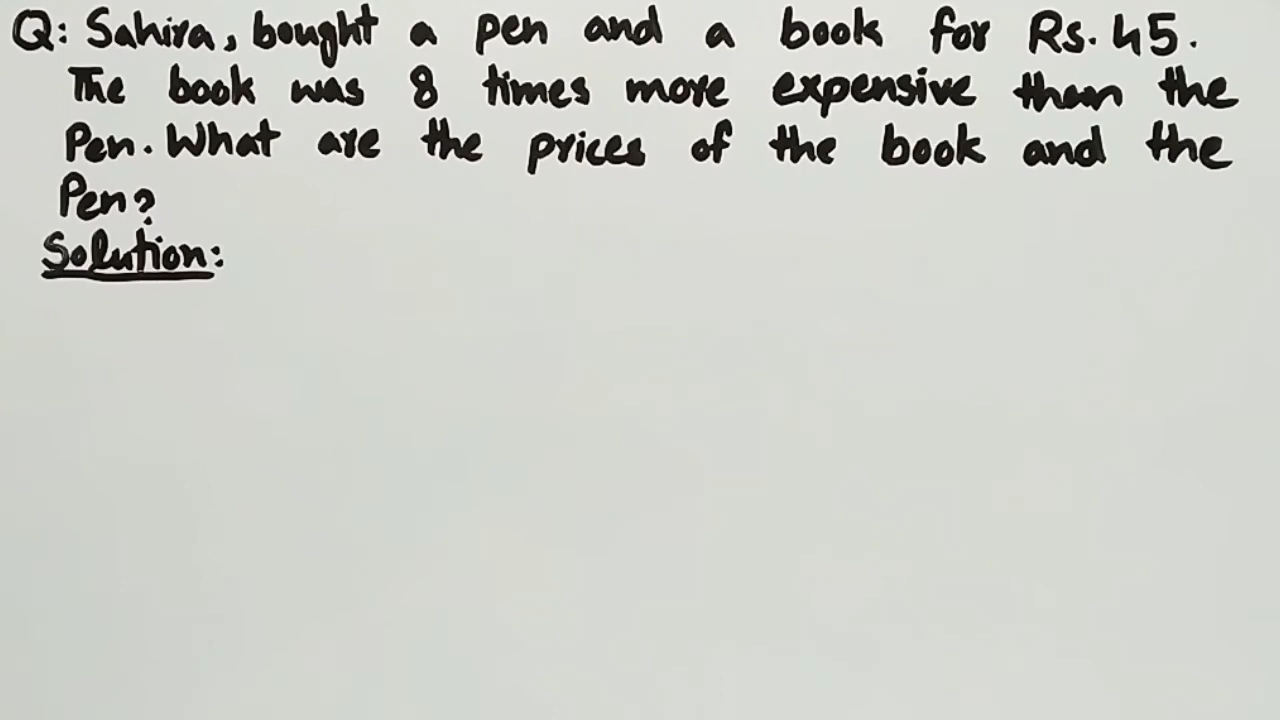 Q: Sahira, bought a pen and a book for Rs. 45.
The book was 8 times more expensive than the
Pen. What are the prices of the book and the
Pen?
Solution: